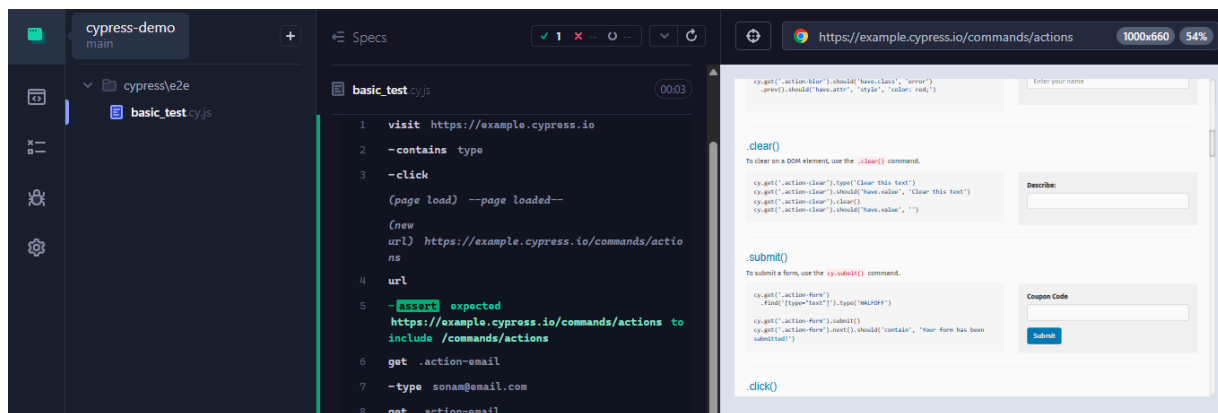 cypress-demo
main
+
cypress\e2e
basic_test.cy.js
Specs
1 -- --
basic_test.cy.js 00:03
1 visit https://example.cypress.io
2 -contains type
3 -click
(page load) --page loaded--
(new
url) https://example.cypress.io/commands/actio
ns
4 url
5 -assert expected
https://example.cypress.io/commands/actions to
include /commands/actions
6 get .action-email
7 -type sonam@email.com
8 get .action-email
https://example.cypress.io/commands/actions 1000x660 54%
cy.get('.action-blur').should('have.class', 'error')
.prev().should('have.attr', 'style', 'color: red;')
Enter your name
.clear()
To clear on a DOM element, use the .clear() command.
cy.get('.action-clear').type('Clear this text')
cy.get('.action-clear').should('have.value', 'Clear this text')
cy.get('.action-clear').clear()
cy.get('.action-clear').should('have.value', '')
Describe:
.submit()
To submit a form, use the cy.submit() command.
cy.get('.action-form')
.find('[type="text"]').type('HALFOFF')
cy.get('.action-form').submit()
cy.get('.action-form').next().should('contain', 'Your form has been
submitted!')
Coupon Code
Submit
.click()